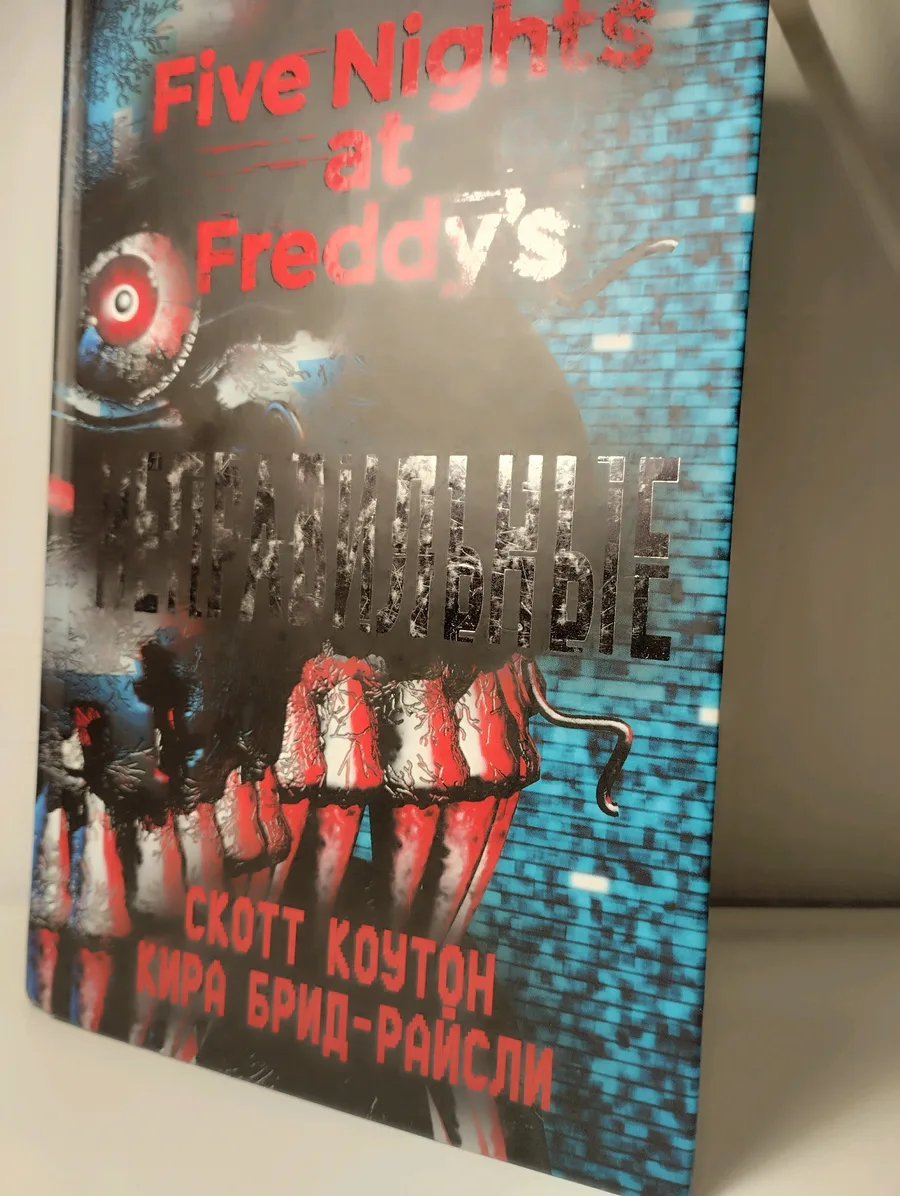 Five Nights
at
Freddy's
НЕПРАВИЛЬНЫЕ
СКОТТ КОУТОН
КИРА БРИД-РАЙСЛИ